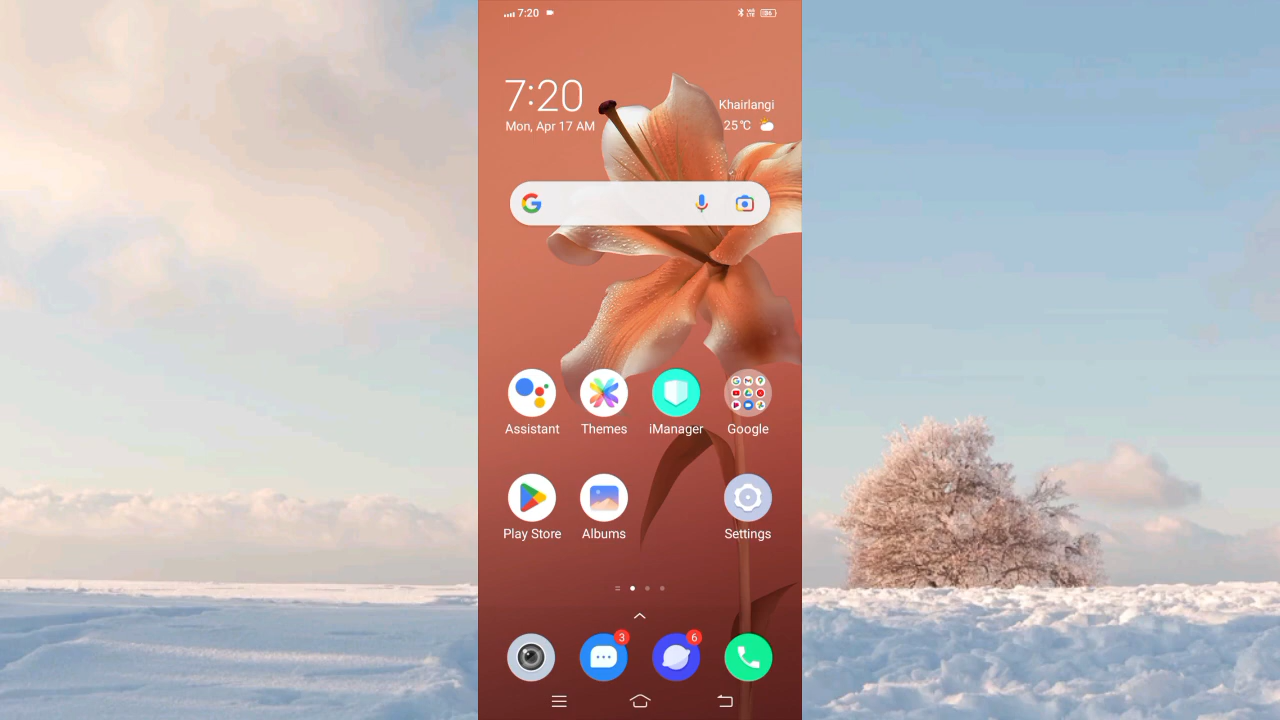 7:20
7:20
Mon, Apr 17 AM
Khairlangi
25°C
Assistant
Themes
iManager
Google
Play Store
Albums
Settings
3
6